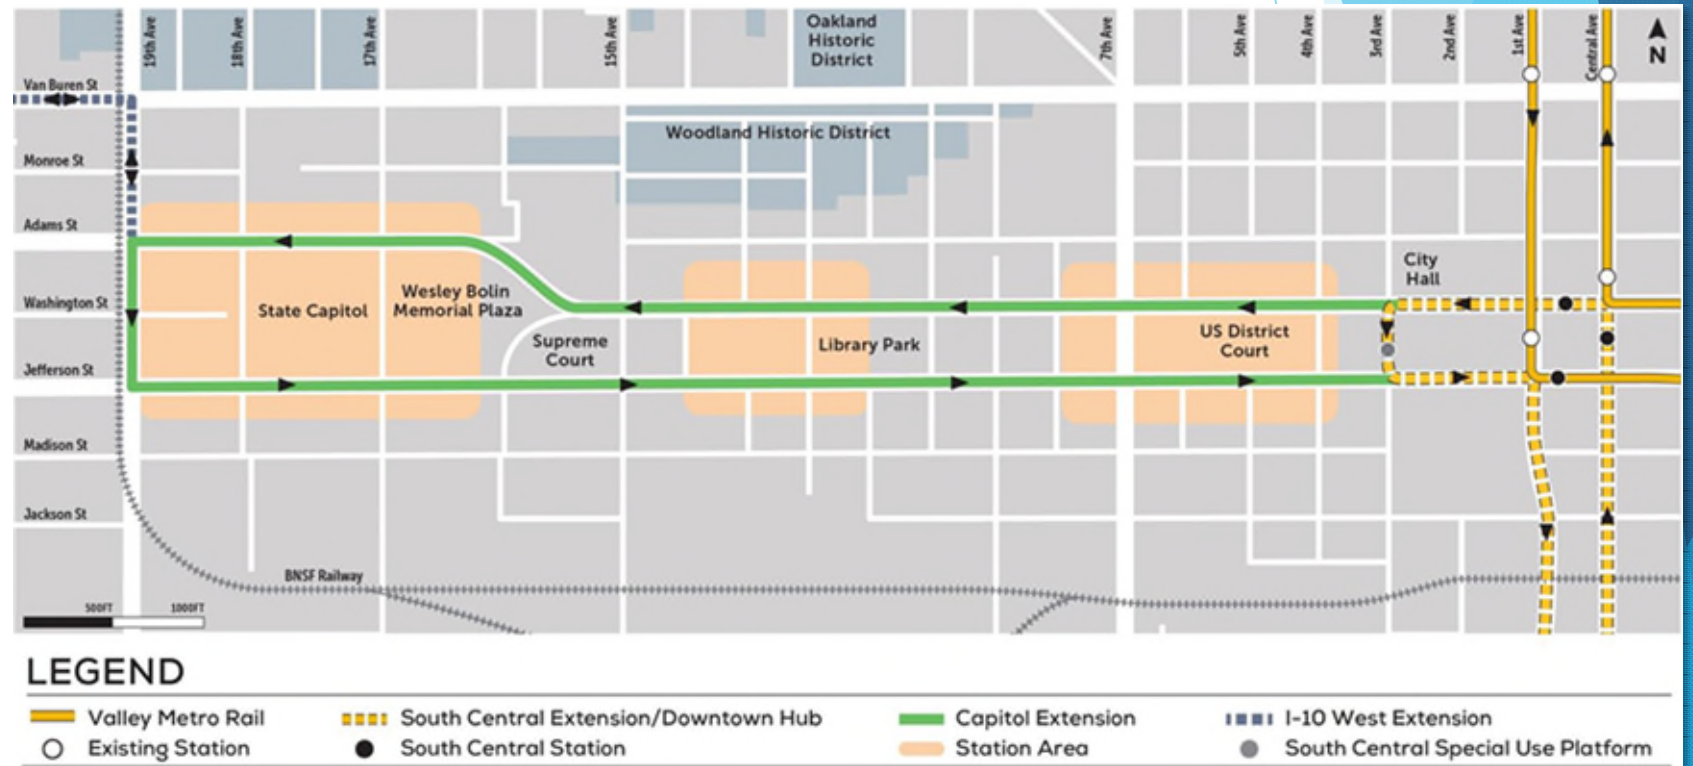 19th Ave
18th Ave
17th Ave
15th Ave
Oakland
Historic
District
7th Ave
5th Ave
4th Ave
3rd Ave
2nd Ave
1st Ave
Central Ave
N
Van Buren St
Woodland Historic District
Monroe St
Adams St
City
Hall
Washington St
State Capitol
Wesley Bolin
Memorial Plaza
Supreme
Court
Library Park
US District
Court
Jefferson St
Madison St
Jackson St
BNSF Railway
500FT
1000FT
LEGEND
Valley Metro Rail
South Central Extension/Downtown Hub
Capitol Extension
I-10 West Extension
Existing Station
South Central Station
Station Area
South Central Special Use Platform